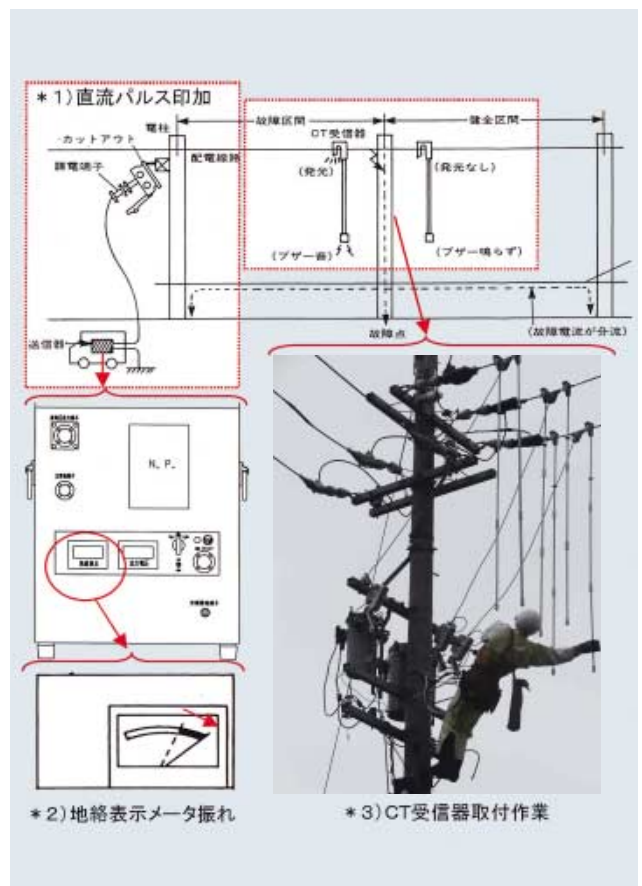 *1)直流パルス印加
電柱
故障区間
健全区間
カットアウト
CT受信器
配電線路
課電端子
(発光)
(発光なし)
(ブザー音)
(ブザー鳴らず)
送信器
故障点
(故障電流が分流)
N.P.
*2)地絡表示メータ振れ
*3)CT受信器取付作業